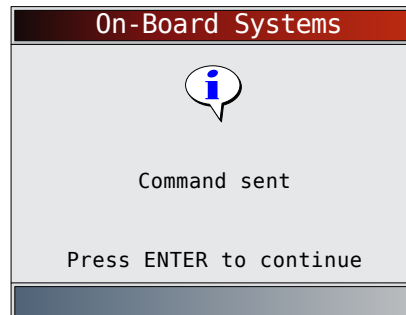 On-Board Systems
i
Command sent
Press ENTER to continue